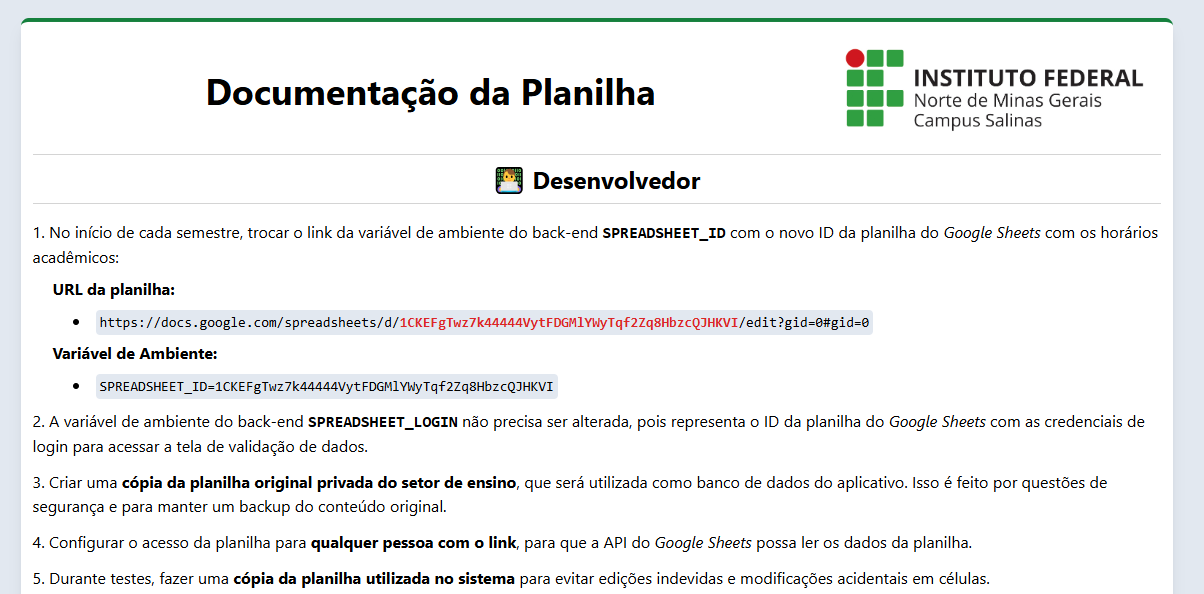 Documentação da Planilha
INSTITUTO FEDERAL
Norte de Minas Gerais
Campus Salinas
Desenvolvedor
1. No início de cada semestre, trocar o link da variável de ambiente do back-end SPREADSHEET_ID com o novo ID da planilha do Google Sheets com os horários
acadêmicos:
URL da planilha:
https://docs.google.com/spreadsheets/d/1CKEFgTwz7k44444VytFDGMlYWyTqf2Zq8HbzcQJHKVI/edit?gid=0#gid=0
Variável de Ambiente:
SPREADSHEET_ID=1CKEFgTwz7k44444VytFDGMlYWyTqf2Zq8HbzcQJHKVI
2. A variável de ambiente do back-end SPREADSHEET_LOGIN não precisa ser alterada, pois representa o ID da planilha do Google Sheets com as credenciais de
login para acessar a tela de validação de dados.
3. Criar uma cópia da planilha original privada do setor de ensino, que será utilizada como banco de dados do aplicativo. Isso é feito por questões de
segurança e para manter um backup do conteúdo original.
4. Configurar o acesso da planilha para qualquer pessoa com o link, para que a API do Google Sheets possa ler os dados da planilha.
5. Durante testes, fazer uma cópia da planilha utilizada no sistema para evitar edições indevidas e modificações acidentais em células.